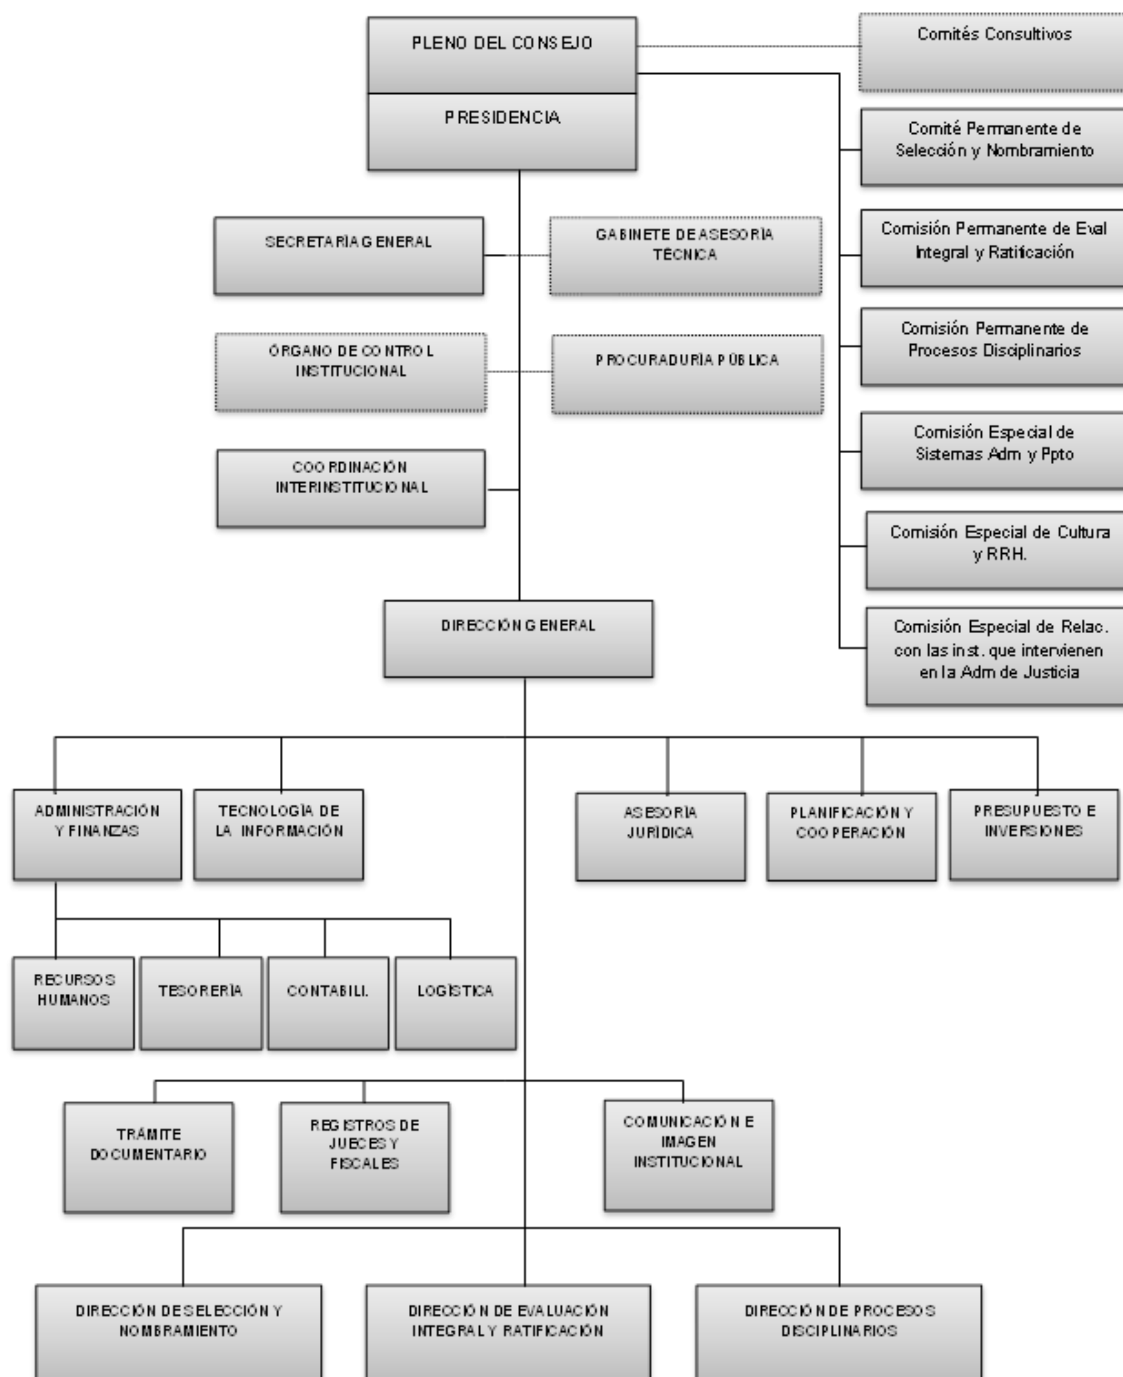 PLENO DEL CONSEJO
PRESIDENCIA
Comités Consultivos
Comité Permanente de
Selección y Nombramiento
Comisión Permanente de Eval
Integral y Ratificación
Comisión Permanente de
Procesos Disciplinarios
Comisión Especial de
Sistemas Adm y Ppto
Comisión Especial de Cultura
y RRH.
Comisión Especial de Relac.
con las inst. que intervienen
en la Adm de Justicia
SECRETARÍA GENERAL
GABINETE DE ASESORÍA
TÉCNICA
ÓRGANO DE CONTROL
INSTITUCIONAL
PROCURADURÍA PÚBLICA
COORDINACIÓN
INTERINSTITUCIONAL
DIRECCIÓN GENERAL
ADMINISTRACIÓN
Y FINANZAS
TECNOLOGÍA DE
LA INFORMACIÓN
ASESORÍA
JURÍDICA
PLANIFICACIÓN Y
COOPERACIÓN
PRESUPUESTO E
INVERSIONES
RECURSOS
HUMANOS
TESORERÍA
CONTABILI.
LOGÍSTICA
TRÁMITE
DOCUMENTARIO
REGISTROS DE
JUECES Y
FISCALES
COMUNICACIÓN E
IMAGEN
INSTITUCIONAL
DIRECCIÓN DE SELECCIÓN Y
NOMBRAMIENTO
DIRECCIÓN DE EVALUACIÓN
INTEGRAL Y RATIFICACIÓN
DIRECCIÓN DE PROCESOS
DISCIPLINARIOS